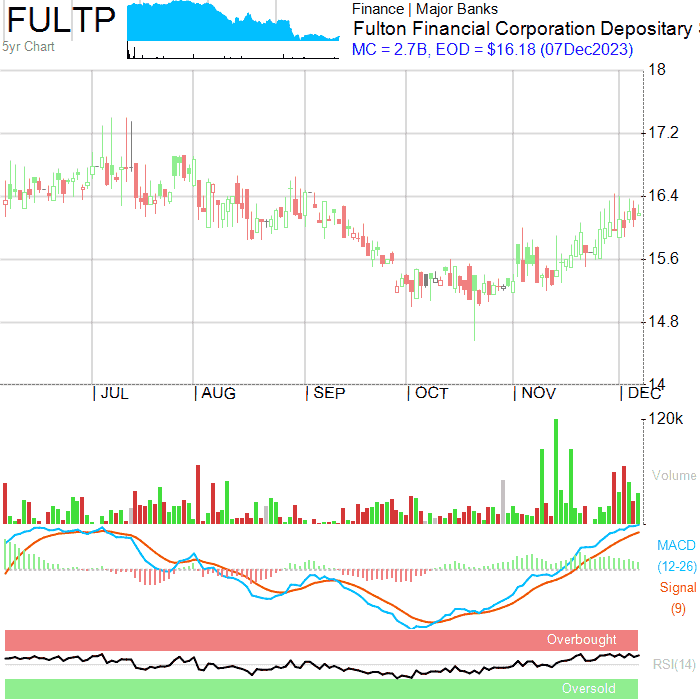 FULTP
5yr Chart
Finance | Major Banks
Fulton Financial Corporation Depositary
MC = 2.7B, EOD = $16.18 (07Dec2023)
18
17.2
16.4
15.6
14.8
14
JUL AUG SEP OCT NOV DEC
120k
Volume
MACD
(12-26)
Signal
(9)
Overbought
RSI(14)
Oversold